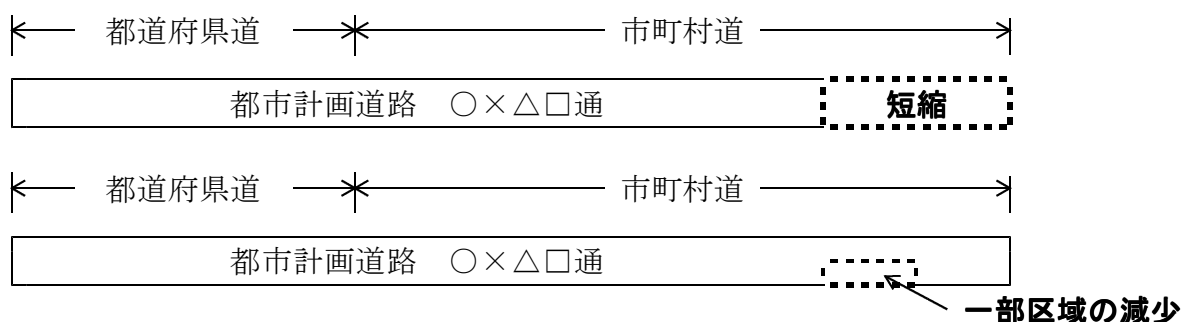 都道府県道 市町村道
都市計画道路 ○×△□通 短縮
都道府県道 市町村道
都市計画道路 ○×△□通
一部区域の減少